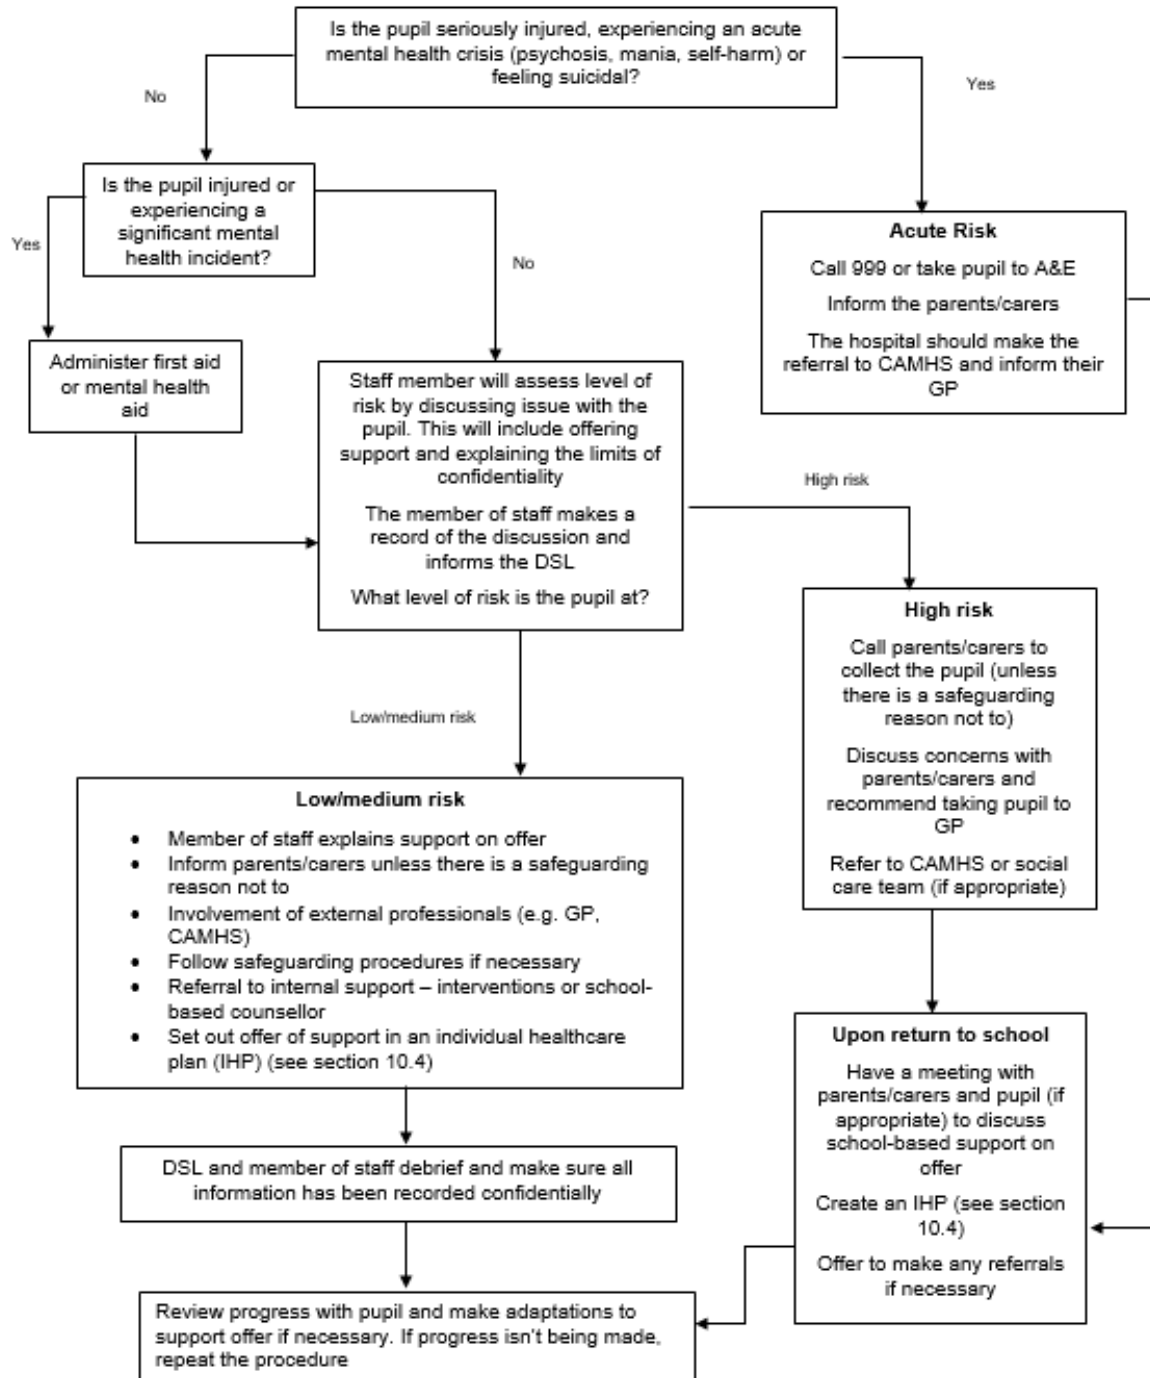 Is the pupil seriously injured, experiencing an acute
mental health crisis (psychosis, mania, self-harm) or
feeling suicidal?
No
Yes
Is the pupil injured or
experiencing a
significant mental
health incident?
Yes
No
Acute Risk
Call 999 or take pupil to A&E
Inform the parents/carers
The hospital should make the
referral to CAMHS and inform their
GP
Administer first aid
or mental health
aid
Staff member will assess level of
risk by discussing issue with the
pupil. This will include offering
support and explaining the limits of
confidentiality
The member of staff makes a
record of the discussion and
informs the DSL
What level of risk is the pupil at?
High risk
High risk
Call parents/carers to
collect the pupil (unless
there is a safeguarding
reason not to)
Discuss concerns with
parents/carers and
recommend taking pupil to
GP
Refer to CAMHS or social
care team (if appropriate)
Low/medium risk
Low/medium risk
• Member of staff explains support on offer
• Inform parents/carers unless there is a safeguarding
reason not to
• Involvement of external professionals (e.g. GP,
CAMHS)
• Follow safeguarding procedures if necessary
• Referral to internal support – interventions or school-
based counsellor
• Set out offer of support in an individual healthcare
plan (IHP) (see section 10.4)
Upon return to school
Have a meeting with
parents/carers and pupil (if
appropriate) to discuss
school-based support on
offer
Create an IHP (see section
10.4)
Offer to make any referrals
if necessary
DSL and member of staff debrief and make sure all
information has been recorded confidentially
Review progress with pupil and make adaptations to
support offer if necessary. If progress isn't being made,
repeat the procedure